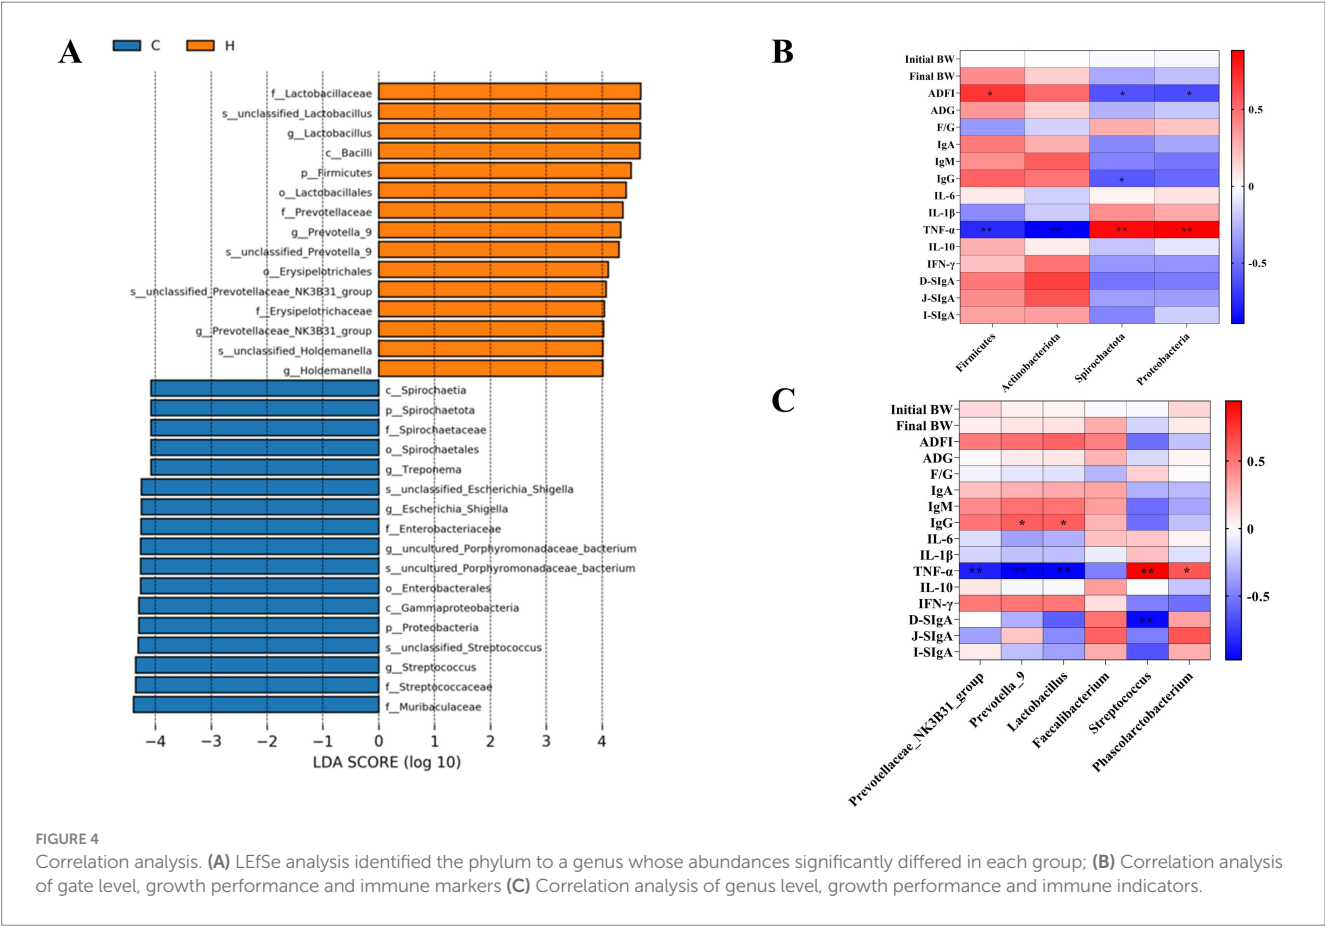 A
C
H
f__Lactobacillaceae
s__unclassified_Lactobacillus
g__Lactobacillus
c__Bacilli
p__Firmicutes
o__Lactobacillales
f__Prevotellaceae
g__Prevotella_9
s__unclassified_Prevotella_9
o__Erysipelotrichales
s__unclassified_Prevotellaceae_NK3B31_group
f__Erysipelotrichaceae
g__Prevotellaceae_NK3B31_group
s__unclassified_Holdemanella
g__Holdemanella
c__Spirochaetia
p__Spirochaetota
f__Spirochaetaceae
o__Spirochaetales
g__Treponema
s__unclassified_Escherichia_Shigella
g__Escherichia_Shigella
f__Enterobacteriaceae
g__uncultured_Porphyromonadaceae_bacterium
s__uncultured_Porphyromonadaceae_bacterium
o__Enterobacterales
c__Gammaproteobacteria
p__Proteobacteria
s__unclassified_Streptococcus
g__Streptococcus
f__Streptococcaceae
f__Muribaculaceae
−4 −3 −2 −1 0 1 2 3 4
LDA SCORE (log 10)
B
Initial BW
Final BW
ADFI * * *
ADG
F/G
IgA
IgM
IgG *
IL-6
IL-1β
TNF-α ** ** ** **
IL-10
IFN-γ
D-SIgA
J-SIgA
I-SIgA
Firmicutes
Actinobacteriota
Spirochaetota
Proteobacteria
0.5
0
-0.5
C
Initial BW
Final BW
ADFI
ADG
F/G
IgA
IgM
IgG * *
IL-6
IL-1β
TNF-α ** ** ** ** *
IL-10
IFN-γ
D-SIgA **
J-SIgA
I-SIgA
Prevotellaceae_NK3B31_group
Prevotella_9
Lactobacillus
Faecalibacterium
Streptococcus
Phascolarctobacterium
0.5
0
-0.5
FIGURE 4
Correlation analysis. (A) LEfSe analysis identified the phylum to a genus whose abundances significantly differed in each group; (B) Correlation analysis
of gate level, growth performance and immune markers (C) Correlation analysis of genus level, growth performance and immune indicators.